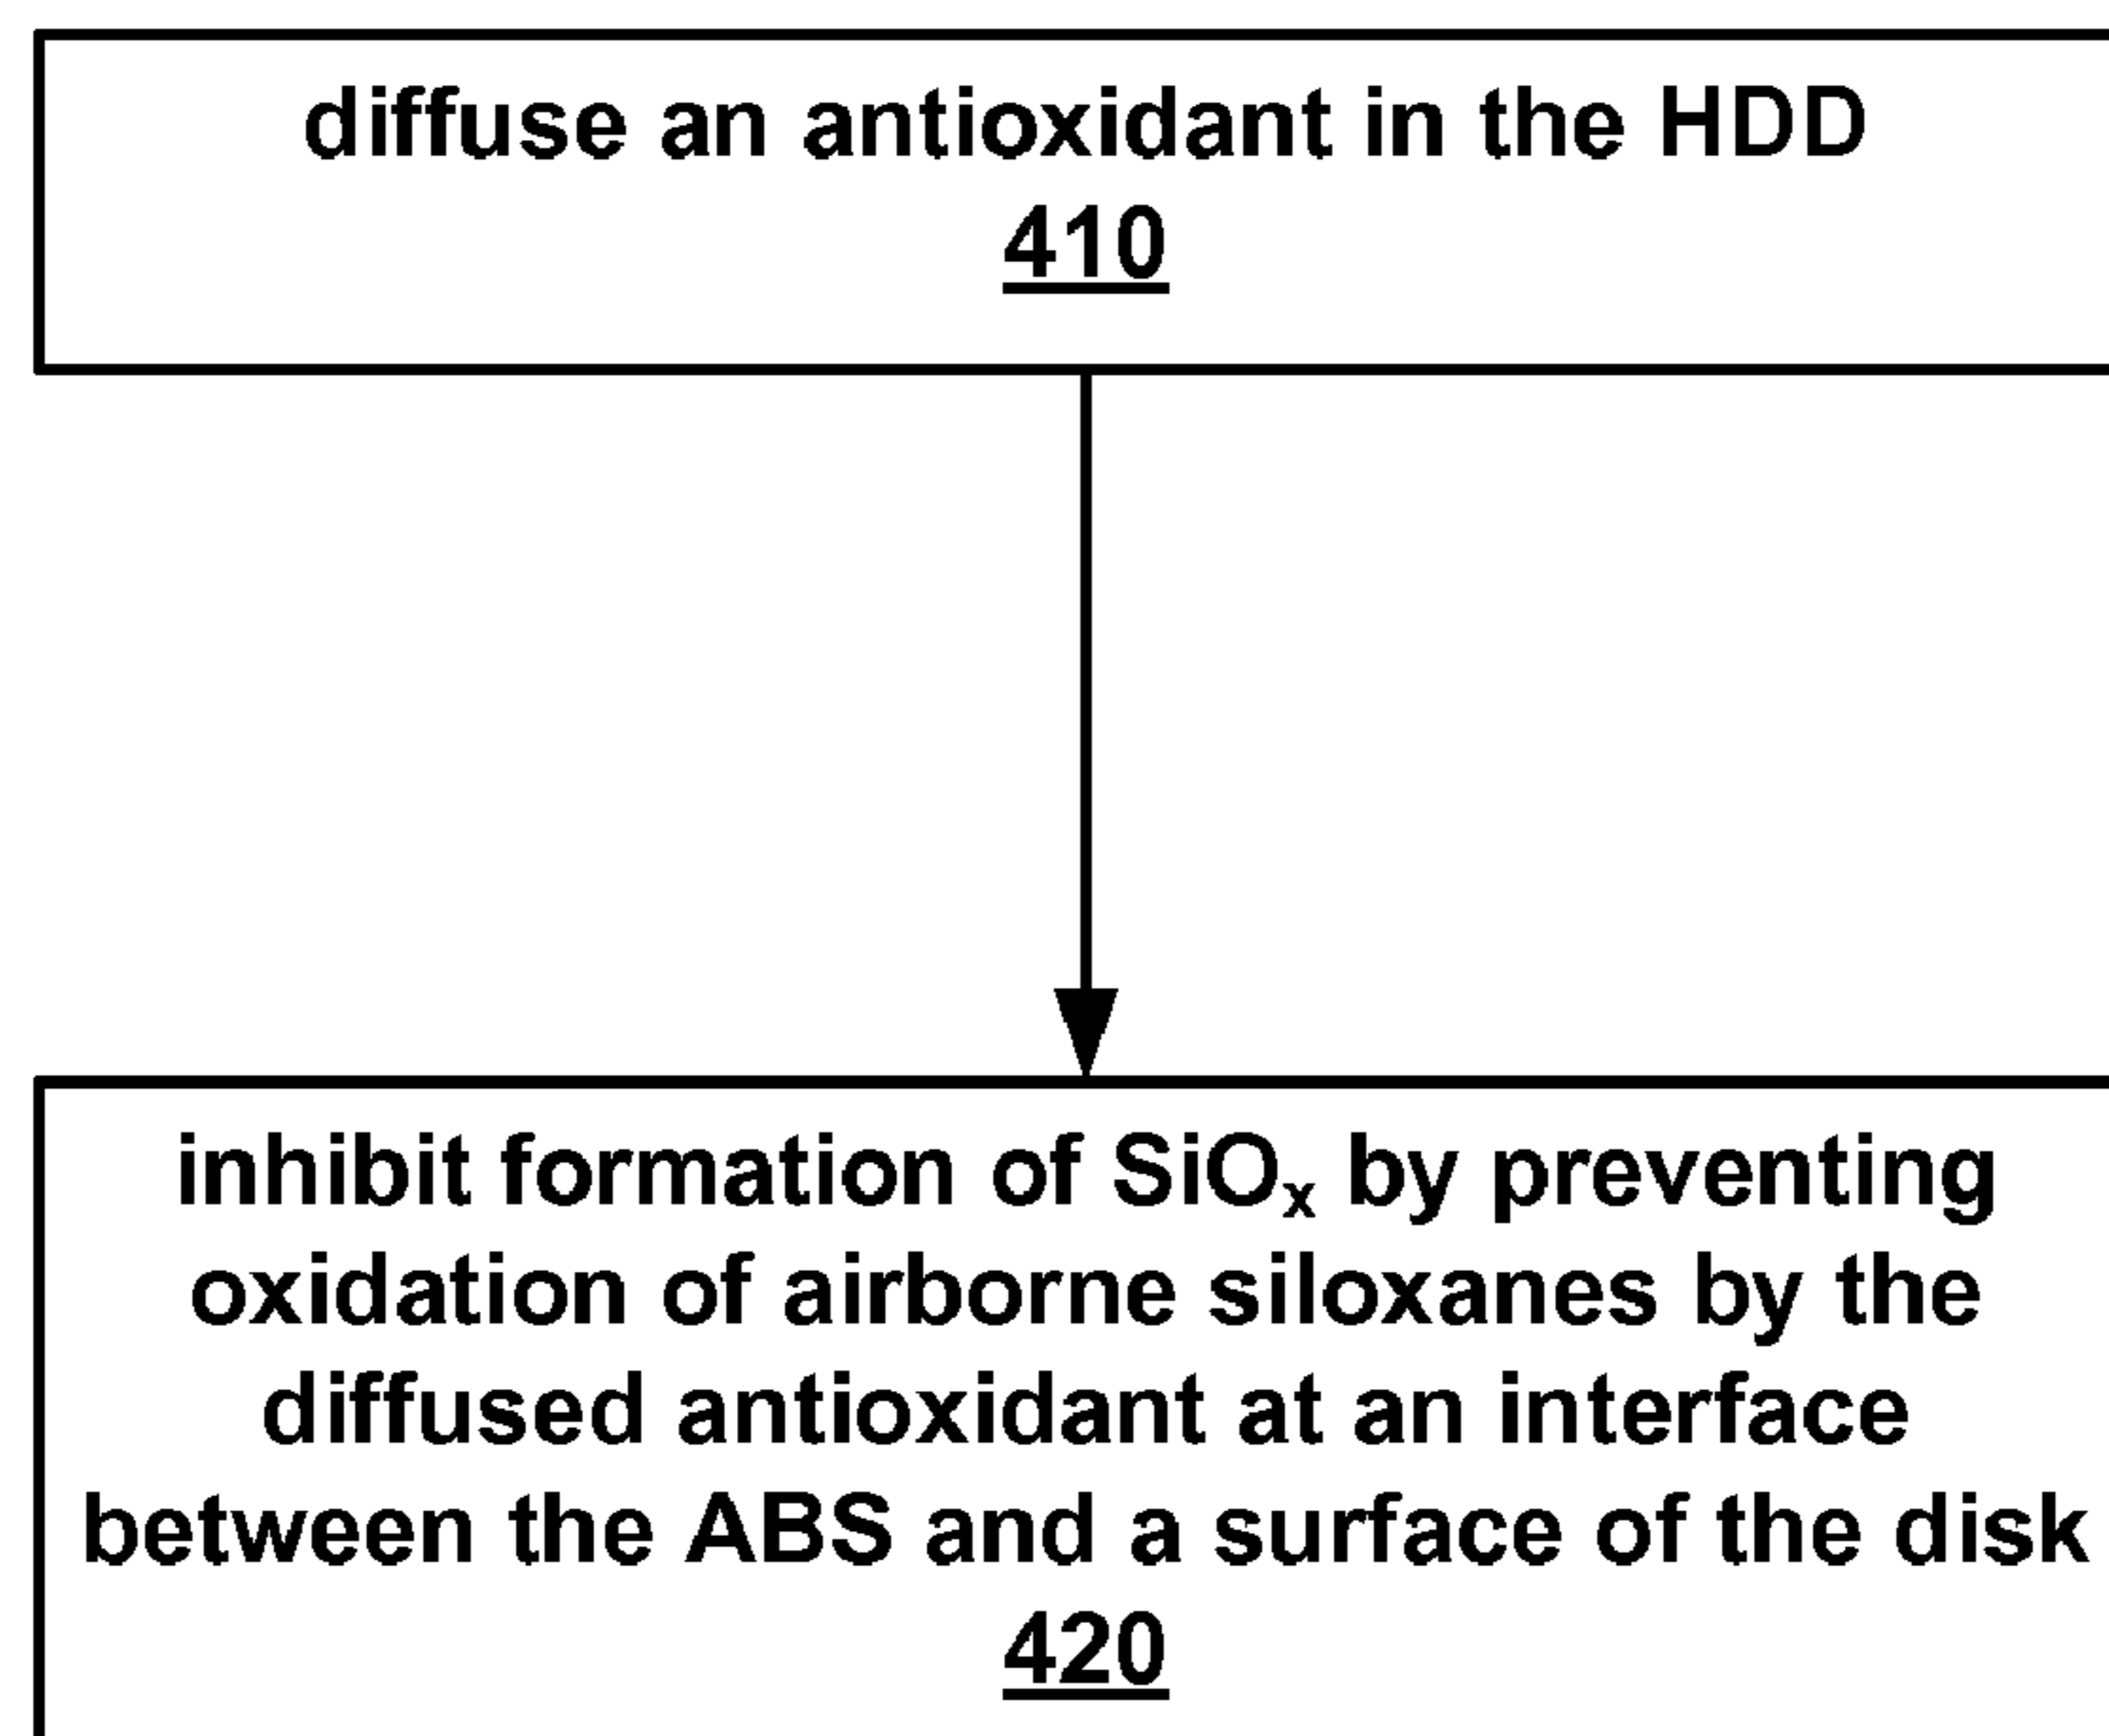 diffuse an antioxidant in the HDD
410
inhibit formation of SiOₓ by preventing
oxidation of airborne siloxanes by the
diffused antioxidant at an interface
between the ABS and a surface of the disk
420